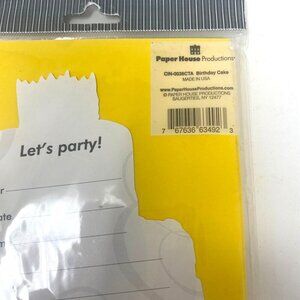 Paper House Productions®
CIN-0036CTA Birthday Cake
MADE IN USA
www.PaperHouseProductions.com
© PAPER HOUSE PRODUCTIONS
SAUGERTIES, NY 12477
7 67636 63492 3
Let's party!